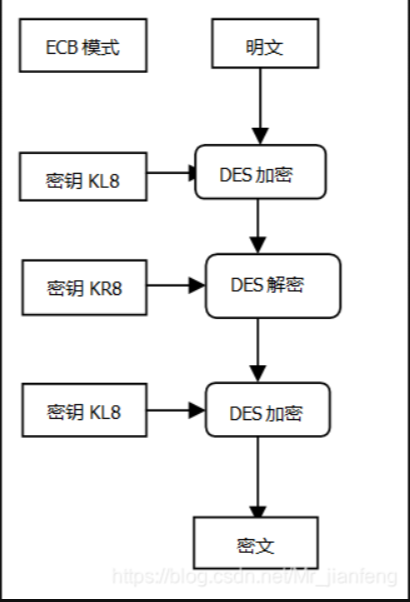 ECB 模式
明文
密钥 KL8
DES 加密
密钥 KR8
DES 解密
密钥 KL8
DES 加密
密文
https://blog.csdn.net/Mr_jianfeng